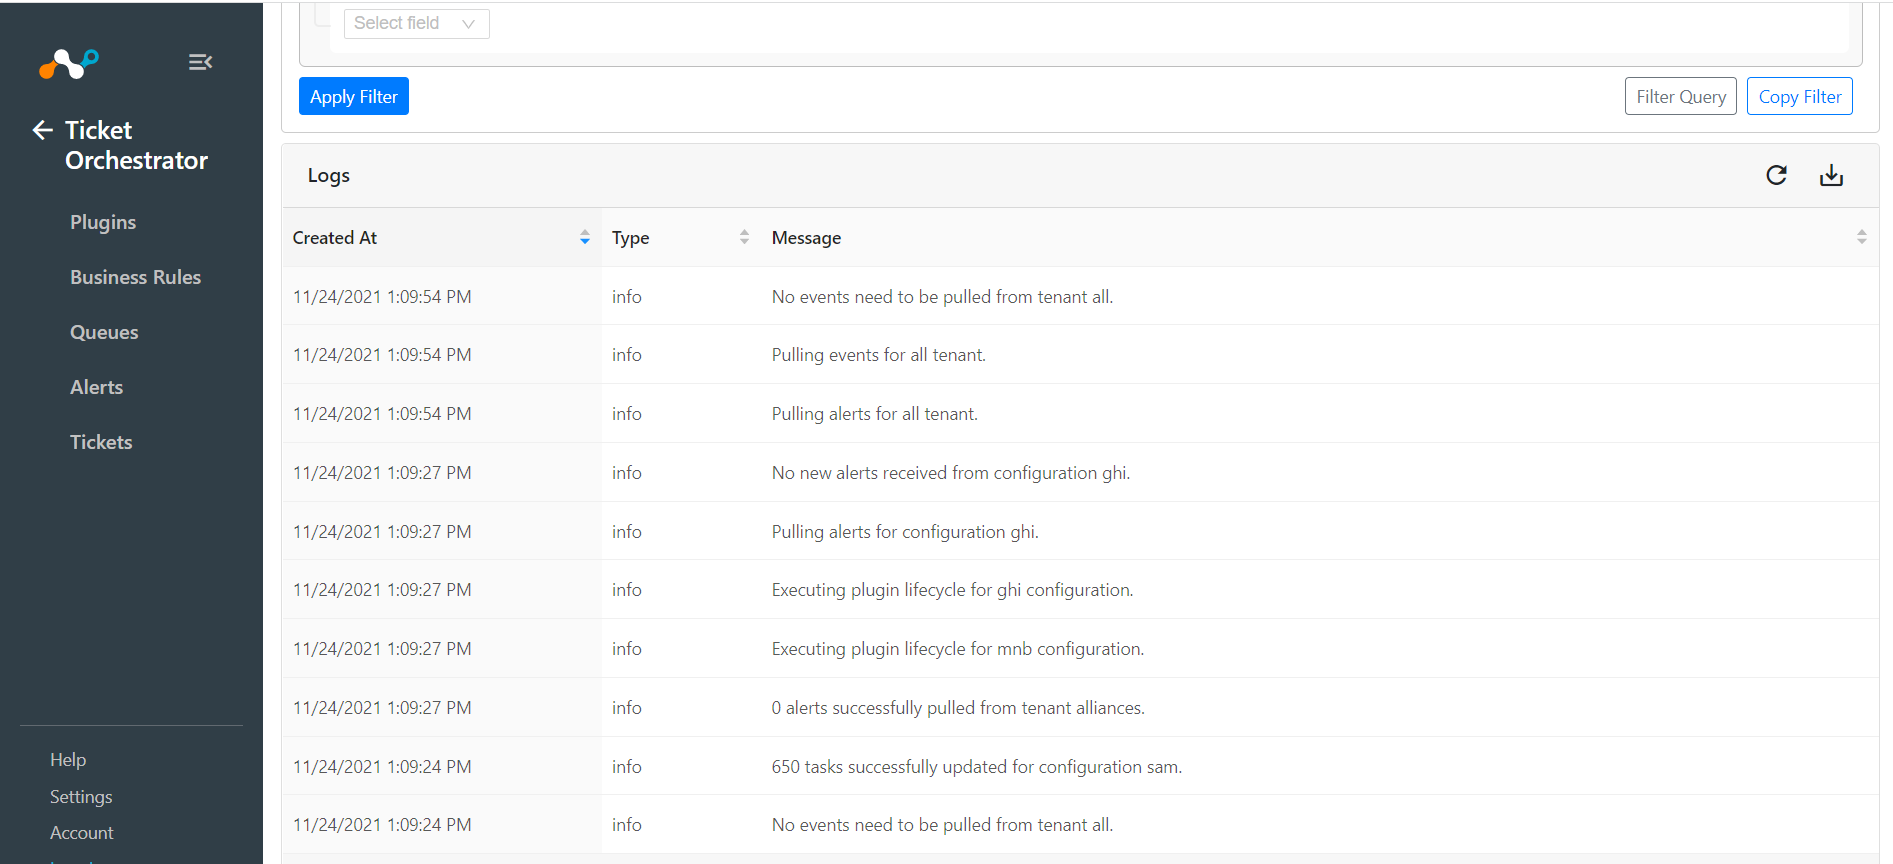 Select field
Apply Filter
Filter Query
Copy Filter
Ticket
Orchestrator
Plugins
Business Rules
Queues
Alerts
Tickets
Help
Settings
Account
Logs
Created At Type Message
11/24/2021 1:09:54 PM info No events need to be pulled from tenant all.
11/24/2021 1:09:54 PM info Pulling events for all tenant.
11/24/2021 1:09:54 PM info Pulling alerts for all tenant.
11/24/2021 1:09:27 PM info No new alerts received from configuration ghi.
11/24/2021 1:09:27 PM info Pulling alerts for configuration ghi.
11/24/2021 1:09:27 PM info Executing plugin lifecycle for ghi configuration.
11/24/2021 1:09:27 PM info Executing plugin lifecycle for mnb configuration.
11/24/2021 1:09:27 PM info 0 alerts successfully pulled from tenant alliances.
11/24/2021 1:09:24 PM info 650 tasks successfully updated for configuration sam.
11/24/2021 1:09:24 PM info No events need to be pulled from tenant all.